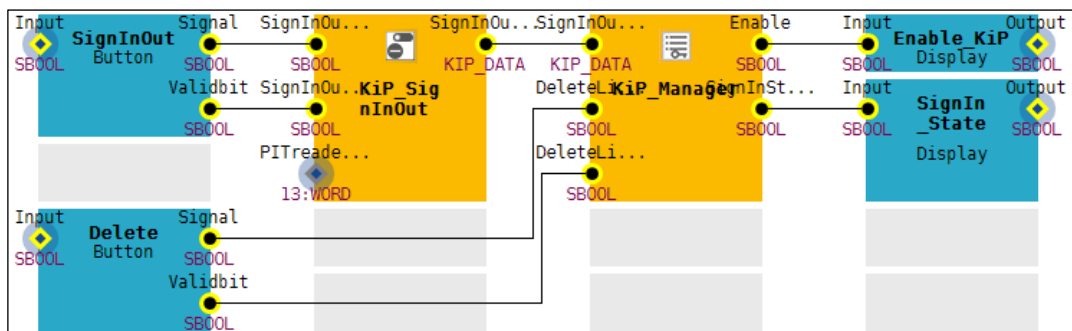 Input SignInOut Signal SignInOu... SignInOu... SignInOu... Enable Input Enable_KiP Output
SBOOL Button SBOOL SBOOL KIP_DATA KIP_DATA SBOOL SBOOL Display SBOOL
Validbit SignInOu... KiP_Sig DeleteLi... KiP_Manager SignInSt... Input SignIn Output
nInOut _State
SBOOL SBOOL SBOOL SBOOL SBOOL Display SBOOL
PITreade... DeleteLi...
13:WORD SBOOL
Input Delete Signal
SBOOL Button SBOOL
Validbit
SBOOL